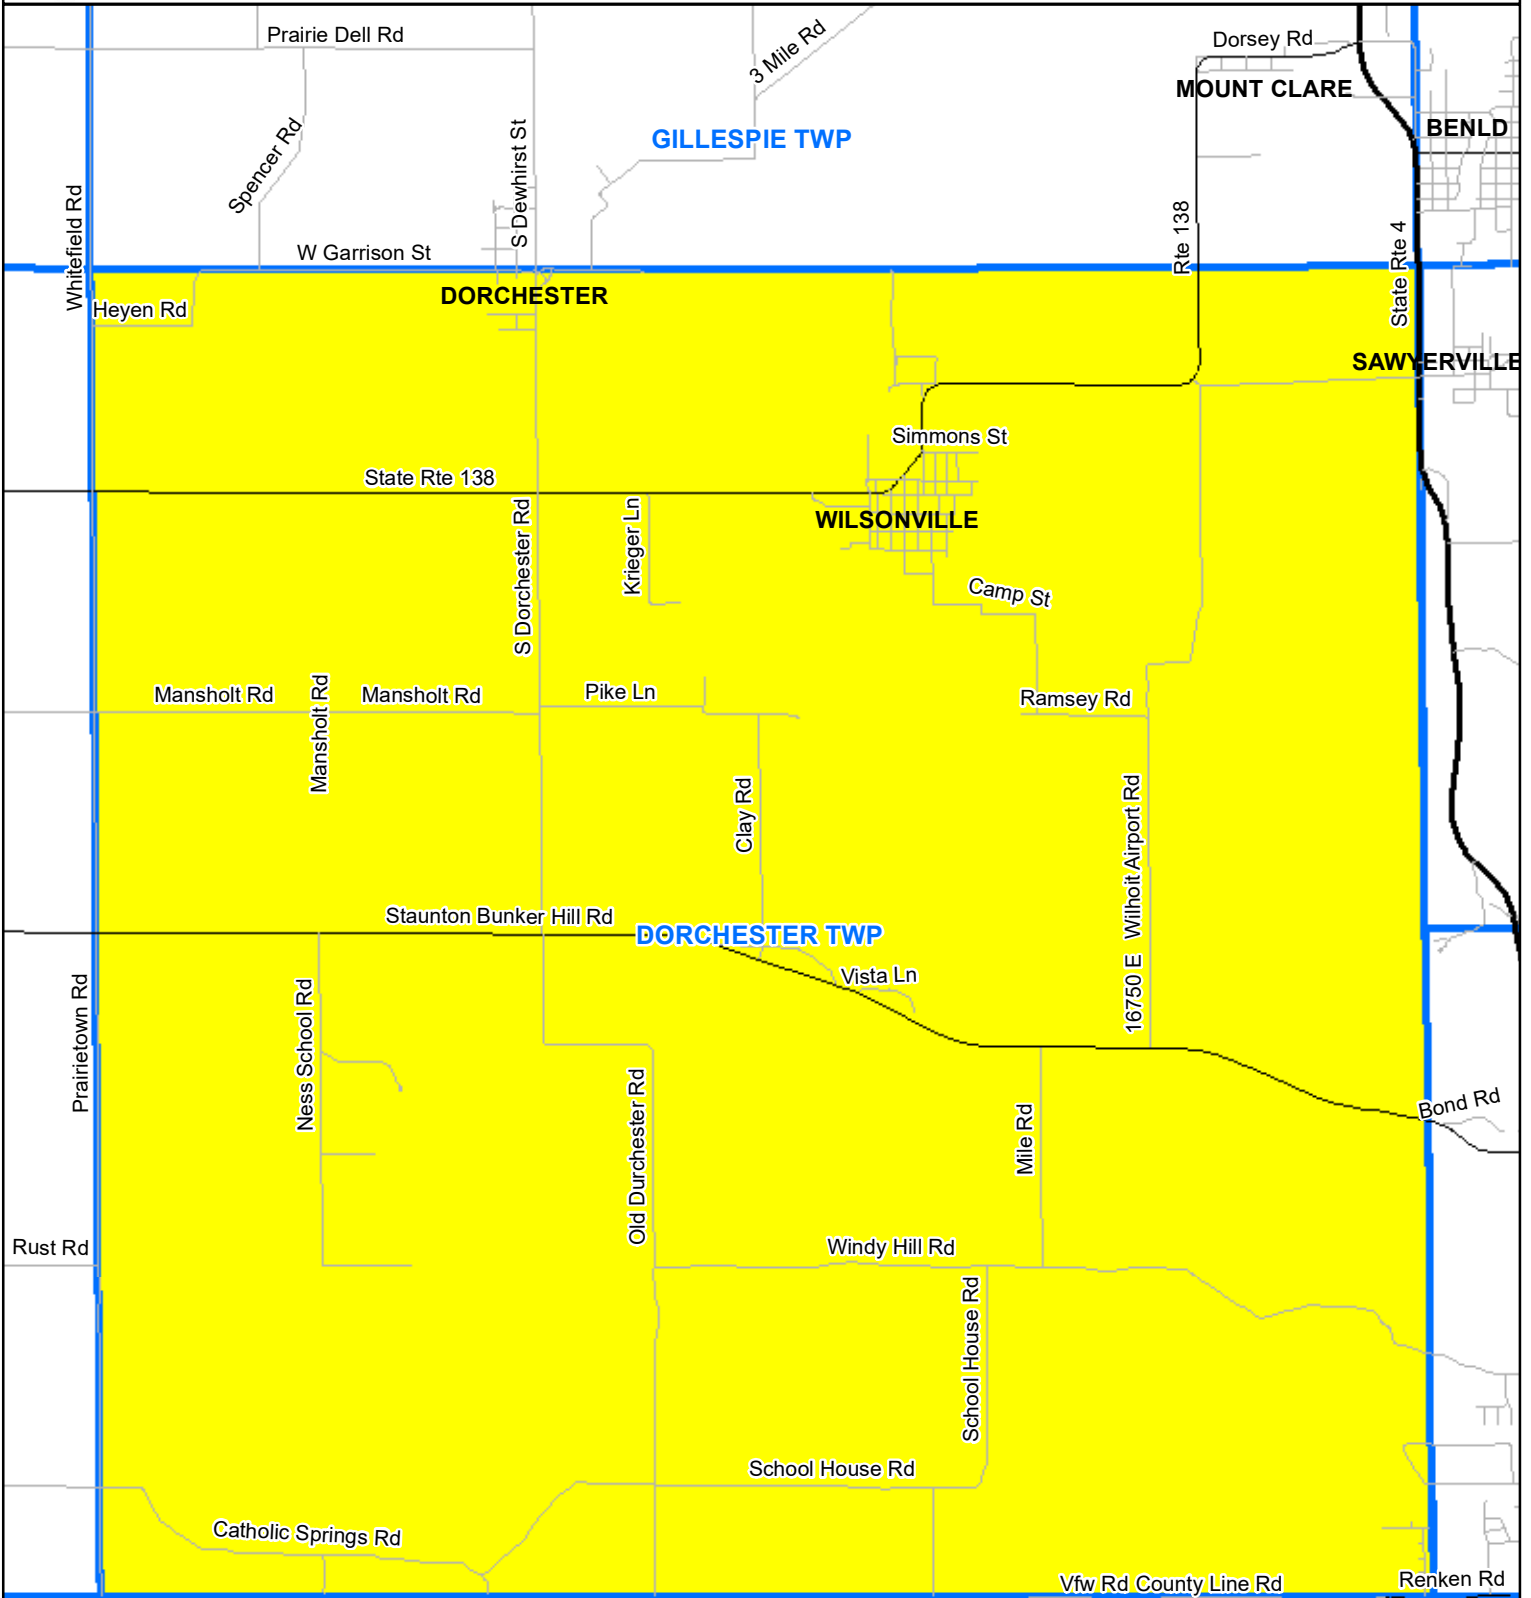 Prairie Dell Rd
3 Mile Rd
Dorsey Rd
MOUNT CLARE
BENLD
GILLESPIE TWP
Spencer Rd
S Dewhirst St
Whitefield Rd
W Garrison St
Rte 138
State Rte 4
Heyen Rd
DORCHESTER
SAWYERVILLE
Simmons St
State Rte 138
WILSONVILLE
S Dorchester Rd
Krieger Ln
Camp St
Mansholt Rd
Mansholt Rd
Mansholt Rd
Pike Ln
Ramsey Rd
Clay Rd
16750 E Wilhoit Airport Rd
Staunton Bunker Hill Rd
DORCHESTER TWP
Vista Ln
Prairietown Rd
Ness School Rd
Old Durchester Rd
Mile Rd
Bond Rd
Rust Rd
Windy Hill Rd
School House Rd
School House Rd
Catholic Springs Rd
Vfw Rd County Line Rd
Renken Rd